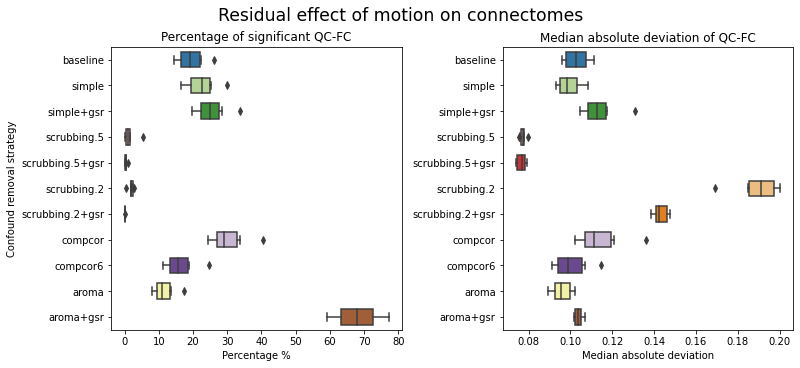 Residual effect of motion on connectomes
Percentage of significant QC-FC
Confound removal strategy
baseline
simple
simple+gsr
scrubbing.5
scrubbing.5+gsr
scrubbing.2
scrubbing.2+gsr
compcor
compcor6
aroma
aroma+gsr
0 10 20 30 40 50 60 70 80
Percentage %
Median absolute deviation of QC-FC
baseline
simple
simple+gsr
scrubbing.5
scrubbing.5+gsr
scrubbing.2
scrubbing.2+gsr
compcor
compcor6
aroma
aroma+gsr
0.08 0.10 0.12 0.14 0.16 0.18 0.20
Median absolute deviation